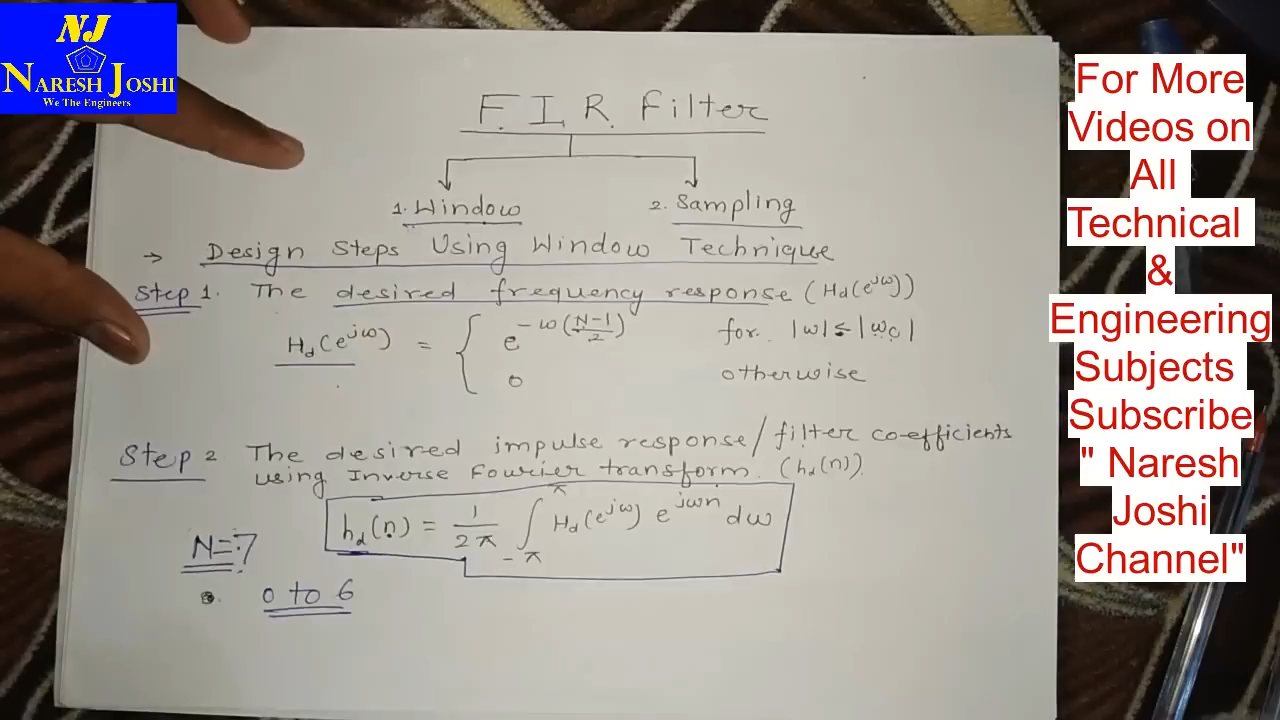 NJ
NARESH JOSHI
We The Engineers
F.I.R. Filter
1. Window
2. Sampling
→ Design Steps Using Window Technique
Step 1. The desired frequency response (Hd(e^jω))
Hd(e^jω) = { e^-ω(N-1/2) for. |ω| ≤ |ωc|
0 otherwise
Step 2 The desired impulse response/filter co-efficients
using Inverse Fourier transform. (hd(n)).
hd(n) = 1/2π ∫_-π^π Hd(e^jω) e^jωn dω
N=7
0 to 6
For More
Videos on
All
Technical
&
Engineering
Subjects
Subscribe
" Naresh
Joshi
Channel"